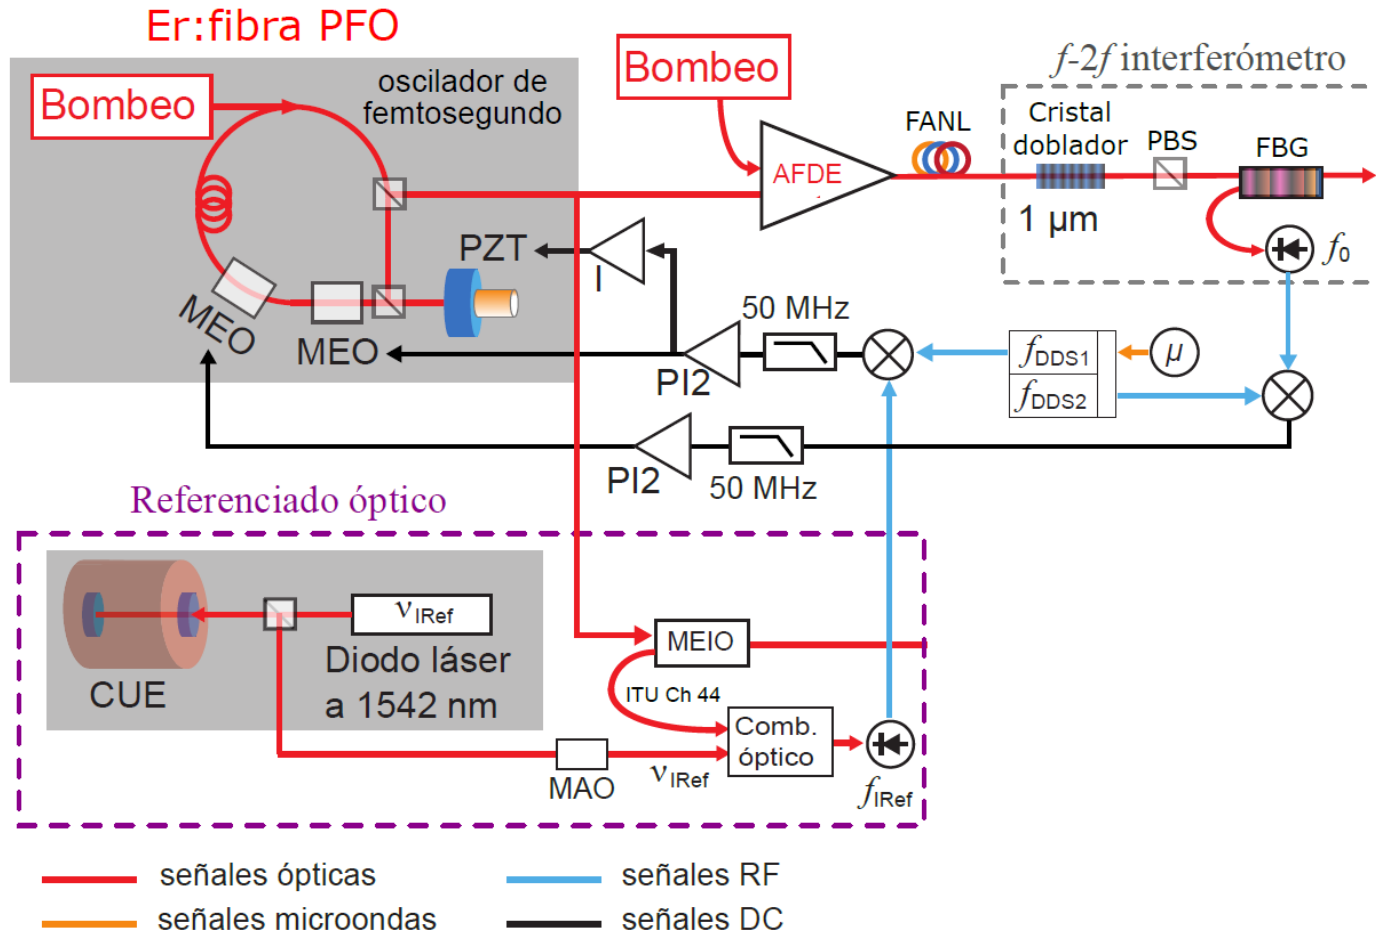 Er:fibra PFO
Bombeo
oscilador de
femtosegundo
Bombeo
AFDE
FANL
f-2f interferómetro
Cristal
doblador
1 µm
PBS
FBG
f0
PZT
I
MEO
MEO
PI2
50 MHz
fDDS1
fDDS2
µ
PI2
50 MHz
Referenciado óptico
νIRef
Diodo láser
a 1542 nm
CUE
MEIO
ITU Ch 44
Comb.
óptico
MAO
νIRef
fIRef
señales ópticas
señales RF
señales microondas
señales DC